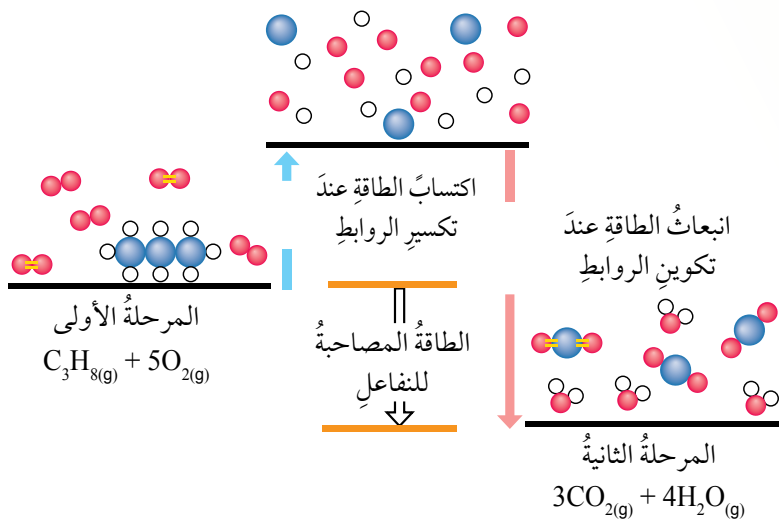 اكتسابً الطاقةِ عندَ
تكسيرِ الروابطِ
انبعاثُ الطاقةِ عندَ
تكوينِ الروابطِ
المرحلةُ الأولى
C₃H₈(g) + 5O₂(g)
الطاقةُ المصاحبةُ
للنفاعلِ
المرحلةُ الثانيةُ
3CO₂(g) + 4H₂O(g)